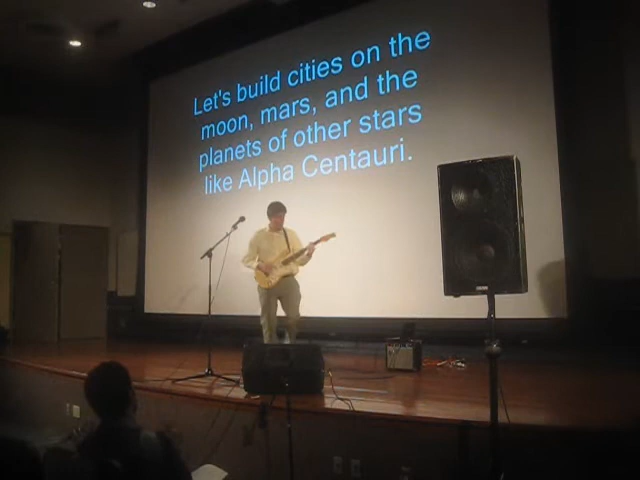 Let's build cities on the
moon, mars, and the
planets of other stars
like Alpha Centauri.